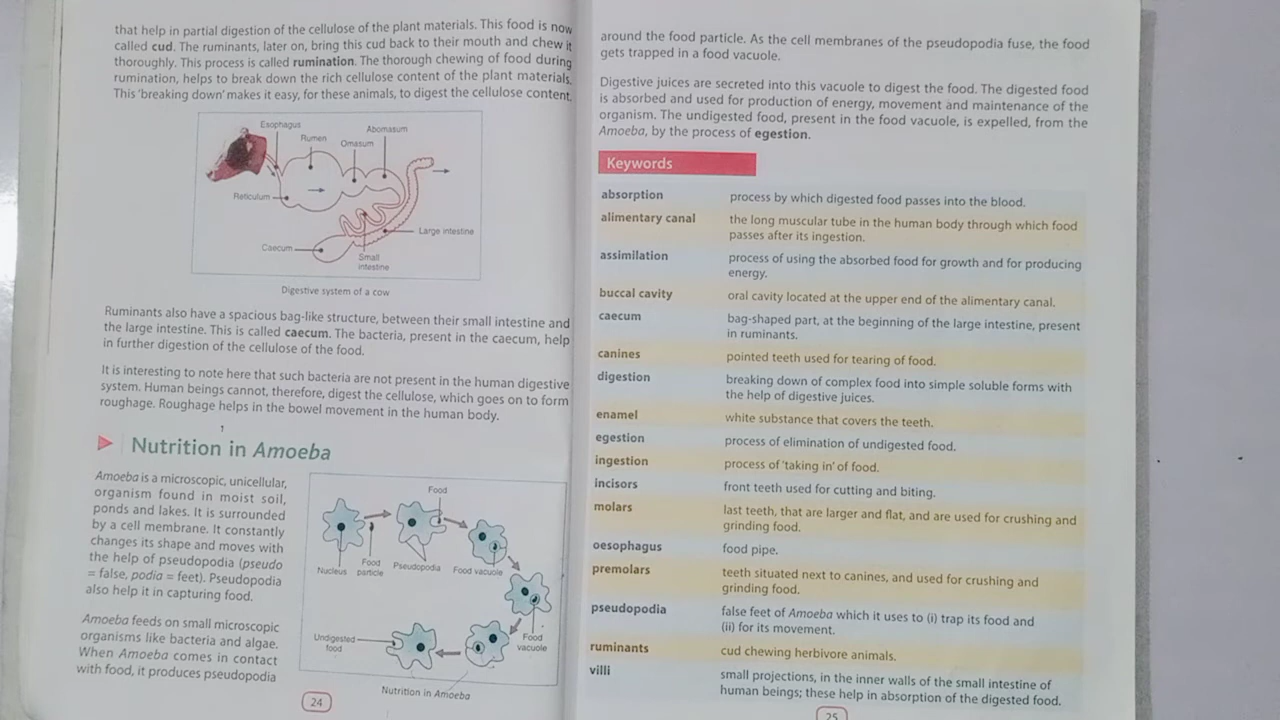 that help in partial digestion of the cellulose of the plant materials. This food is now
called cud. The ruminants, later on, bring this cud back to their mouth and chew it
thoroughly. This process is called rumination. The thorough chewing of food during
rumination, helps to break down the rich cellulose content of the plant materials.
This 'breaking down' makes it easy, for these animals, to digest the cellulose content.
Esophagus
Rumen
Omasum
Abomasum
Reticulum
Large intestine
Caecum
Small
intestine
Digestive system of a cow
Ruminants also have a spacious bag-like structure, between their small intestine and
the large intestine. This is called caecum. The bacteria, present in the caecum, help
in further digestion of the cellulose of the food.
It is interesting to note here that such bacteria are not present in the human digestive
system. Human beings cannot, therefore, digest the cellulose, which goes on to form
roughage. Roughage helps in the bowel movement in the human body.
Nutrition in Amoeba
Amoeba is a microscopic, unicellular,
organism found in moist soil,
ponds and lakes. It is surrounded
by a cell membrane. It constantly
changes its shape and moves with
the help of pseudopodia (pseudo
= false, podia = feet). Pseudopodia
also help it in capturing food.
Amoeba feeds on small microscopic
organisms like bacteria and algae.
When Amoeba comes in contact
with food, it produces pseudopodia
Food
Nucleus
Food
particle
Pseudopodia
Food vacuole
Food
vacuole
Undigested
food
Nutrition in Amoeba
24
around the food particle. As the cell membranes of the pseudopodia fuse, the food
gets trapped in a food vacuole.
Digestive juices are secreted into this vacuole to digest the food. The digested food
is absorbed and used for production of energy, movement and maintenance of the
organism. The undigested food, present in the food vacuole, is expelled, from the
Amoeba, by the process of egestion.
Keywords
absorption process by which digested food passes into the blood.
alimentary canal the long muscular tube in the human body through which food
passes after its ingestion.
assimilation process of using the absorbed food for growth and for producing
energy.
buccal cavity oral cavity located at the upper end of the alimentary canal.
caecum bag-shaped part, at the beginning of the large intestine, present
in ruminants.
canines pointed teeth used for tearing of food.
digestion breaking down of complex food into simple soluble forms with
the help of digestive juices.
enamel white substance that covers the teeth.
egestion process of elimination of undigested food.
ingestion process of 'taking in' of food.
incisors front teeth used for cutting and biting.
molars last teeth, that are larger and flat, and are used for crushing and
grinding food.
oesophagus food pipe.
premolars teeth situated next to canines, and used for crushing and
grinding food.
pseudopodia false feet of Amoeba which it uses to (i) trap its food and
(ii) for its movement.
ruminants cud chewing herbivore animals.
villi small projections, in the inner walls of the small intestine of
human beings; these help in absorption of the digested food.
25